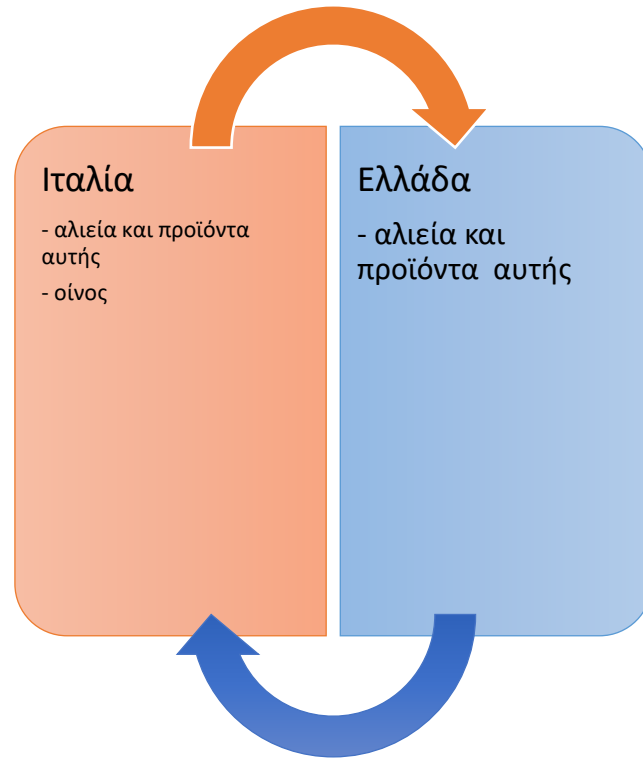 Ιταλία
- αλιεία και προϊόντα
αυτής
- οίνος
Ελλάδα
- αλιεία και
προϊόντα αυτής